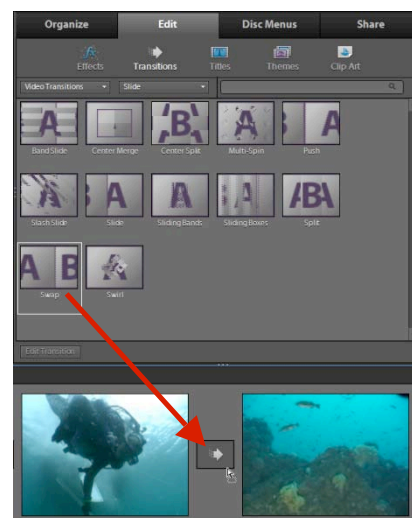 Organize Edit Disc Menus Share
Effects Transitions Titles Themes Clip Art
Video Transitions Slide
A B A A
Band Slide Center Merge Center Split Multi-Spin Push
B A A A AB
Slash Slide Slide Sliding Bands Sliding Boxes Split
A B A
Swap Swirl
Edit Transition